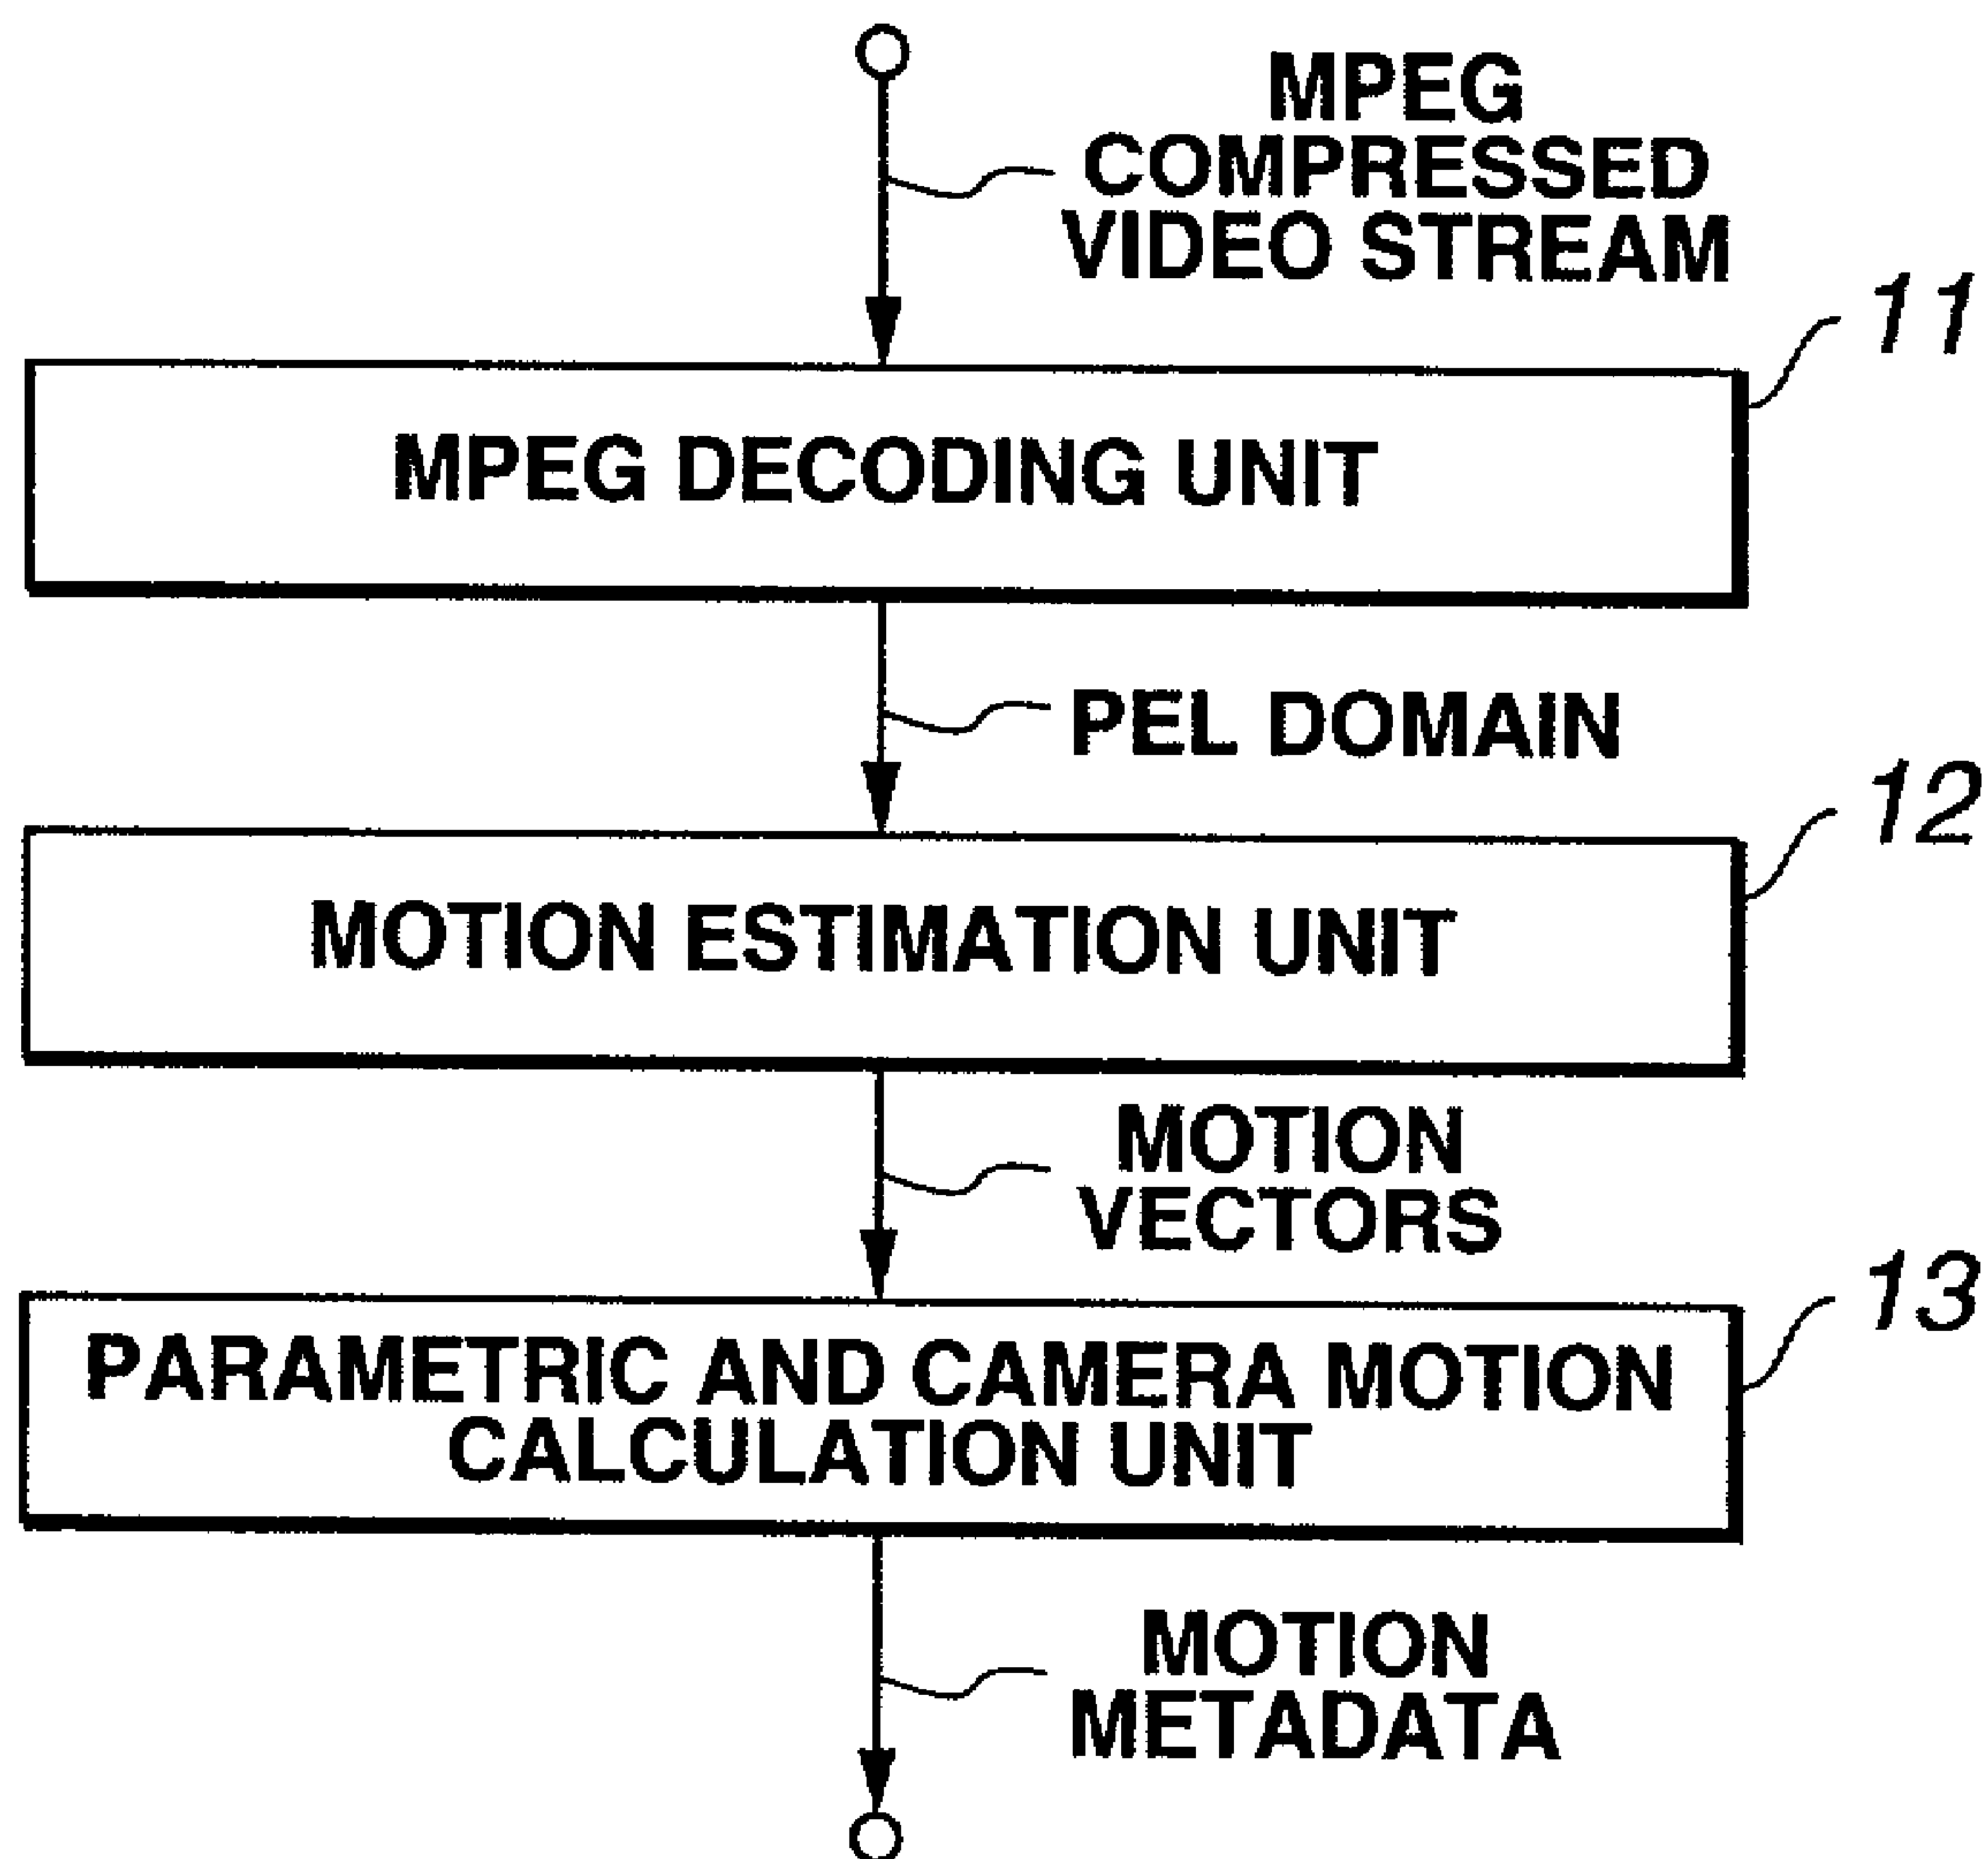 MPEG
COMPRESSED
VIDEO STREAM
11
MPEG DECODING UNIT
PEL DOMAIN
12
MOTION ESTIMATION UNIT
MOTION
VECTORS
13
PARAMETRIC AND CAMERA MOTION
CALCULATION UNIT
MOTION
METADATA